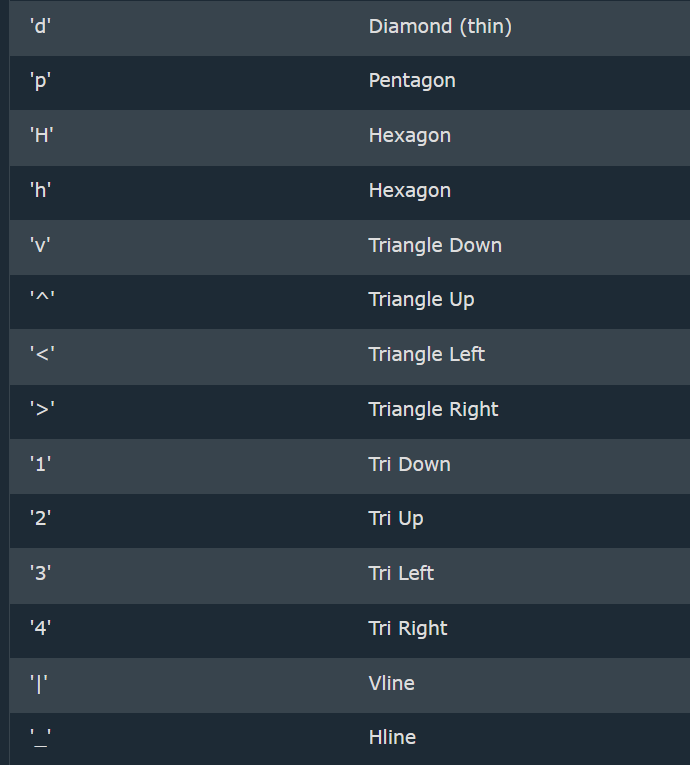 'd' Diamond (thin)
'p' Pentagon
'H' Hexagon
'h' Hexagon
'v' Triangle Down
'^' Triangle Up
'<' Triangle Left
'>' Triangle Right
'1' Tri Down
'2' Tri Up
'3' Tri Left
'4' Tri Right
'|' Vline
'_' Hline